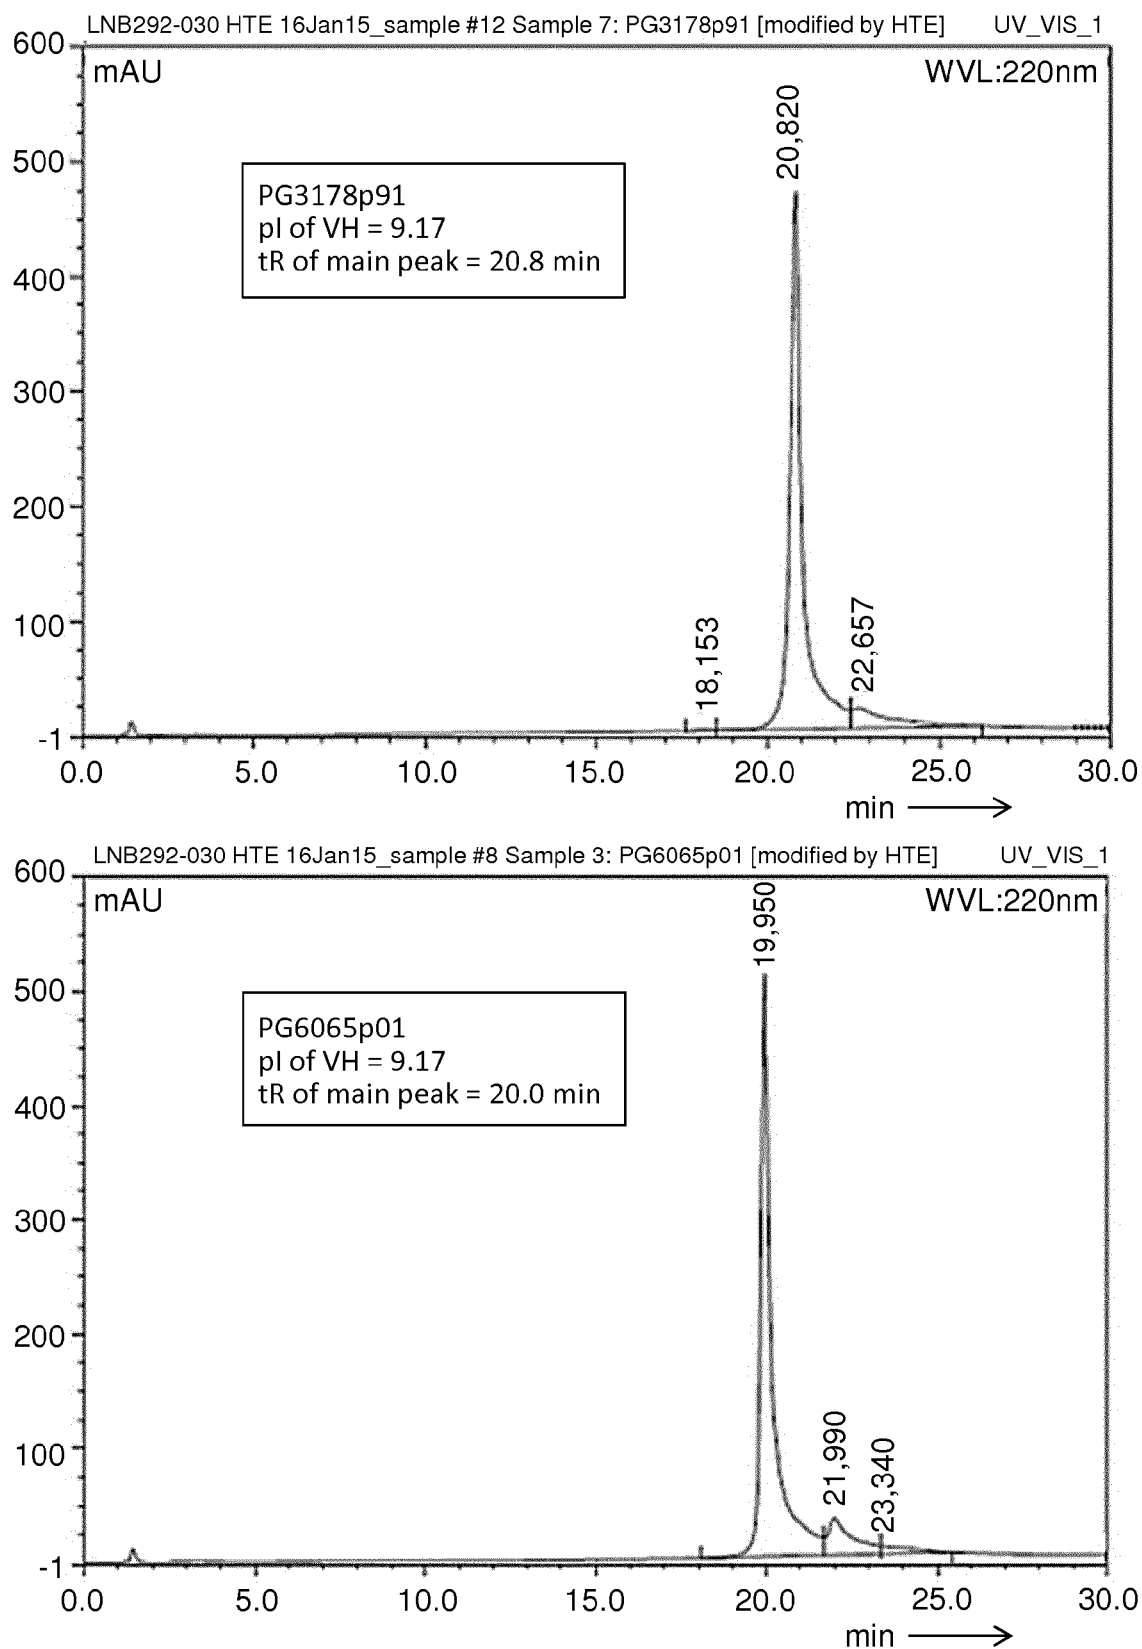 LNB292-030 HTE 16Jan15_sample #12 Sample 7: PG3178p91 [modified by HTE] UV_VIS_1
600
mAU
WVL:220nm
20,820
500
PG3178p91
pI of VH = 9.17
tR of main peak = 20.8 min
400
300
200
100
18,153
22,657
-1
0.0 5.0 10.0 15.0 20.0 25.0 30.0
min
LNB292-030 HTE 16Jan15_sample #8 Sample 3: PG6065p01 [modified by HTE] UV_VIS_1
600
mAU
WVL:220nm
19,950
500
PG6065p01
pI of VH = 9.17
tR of main peak = 20.0 min
400
300
200
100
21,990
23,340
-1
0.0 5.0 10.0 15.0 20.0 25.0 30.0
min